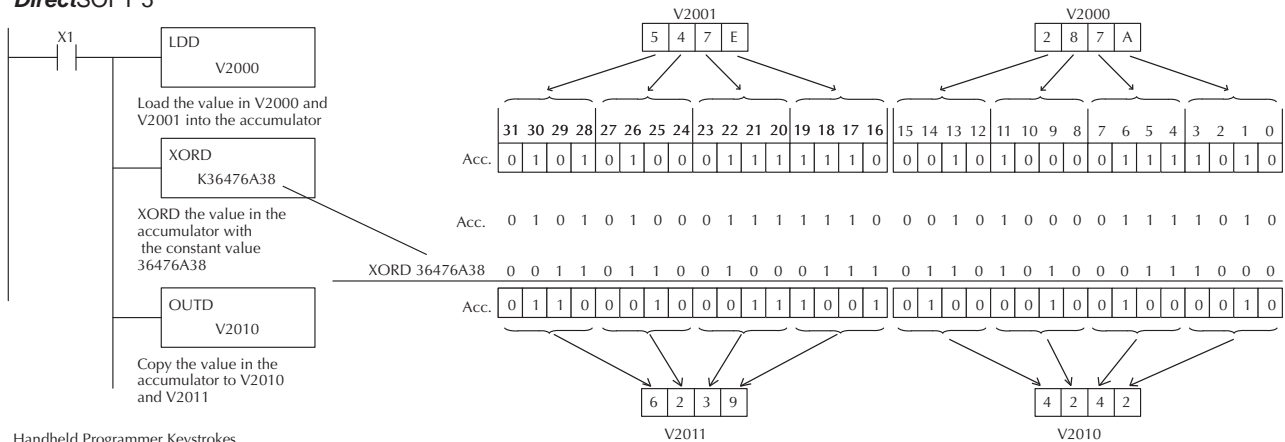 DirectSOFT 5
X1
LDD
V2000
Load the value in V2000 and
V2001 into the accumulator
XORD
K36476A38
XORD the value in the
accumulator with
the constant value
36476A38
OUTD
V2010
Copy the value in the
accumulator to V2010
and V2011
Handheld Programmer Keystrokes
V2001 V2000
5 4 7 E 2 8 7 A
31 30 29 28 27 26 25 24 23 22 21 20 19 18 17 16 15 14 13 12 11 10 9 8 7 6 5 4 3 2 1 0
Acc. 0 1 0 1 0 1 0 0 0 1 1 1 1 1 1 0 0 0 1 0 1 0 0 0 0 1 1 1 1 0 1 0
Acc. 0 1 0 1 0 1 0 0 0 1 1 1 1 1 1 0 0 0 1 0 1 0 0 0 0 1 1 1 1 0 1 0
XORD 36476A38 0 0 1 1 0 1 1 0 0 1 0 0 0 1 1 1 0 1 1 0 1 0 1 0 0 0 1 1 1 0 0 0
Acc. 0 1 1 0 0 0 1 0 0 0 1 1 1 0 0 1 0 1 0 0 0 0 1 0 0 1 0 0 0 0 1 0
6 2 3 9 4 2 4 2
V2011 V2010